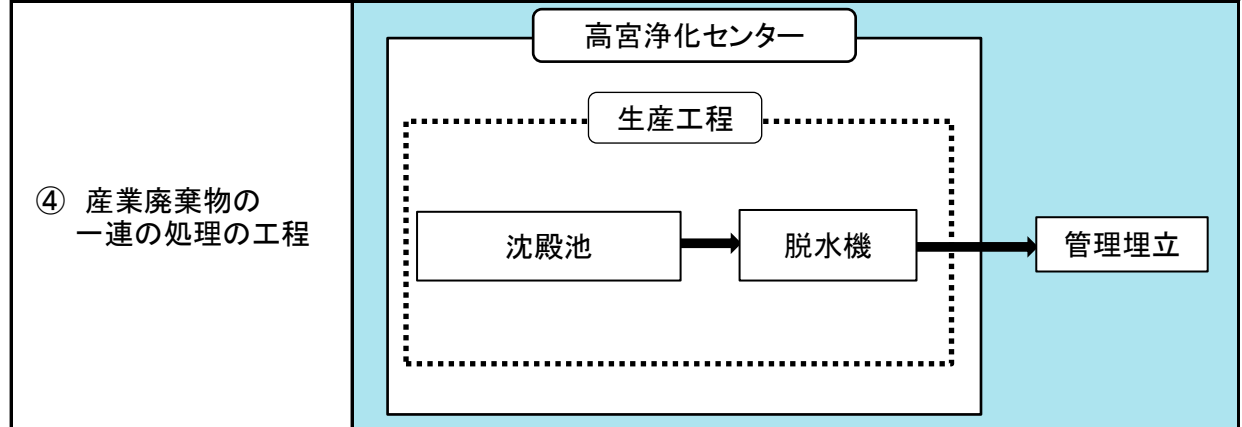 ④ 産業廃棄物の
一連の処理の工程
高宮浄化センター
生産工程
沈殿池
脱水機
管理埋立